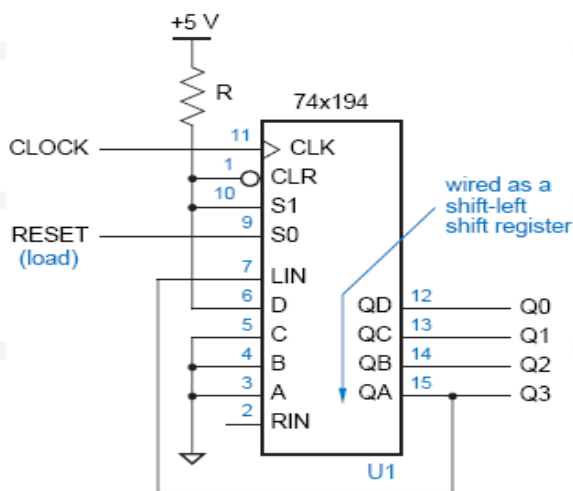 +5 V
R
74x194
CLOCK 11 CLK
1 CLR
10 S1
RESET 9 S0
(load)
7 LIN
6 D QD 12 Q0
5 C QC 13 Q1
4 B QB 14 Q2
3 A QA 15 Q3
2 RIN
wired as a
shift-left
shift register
U1